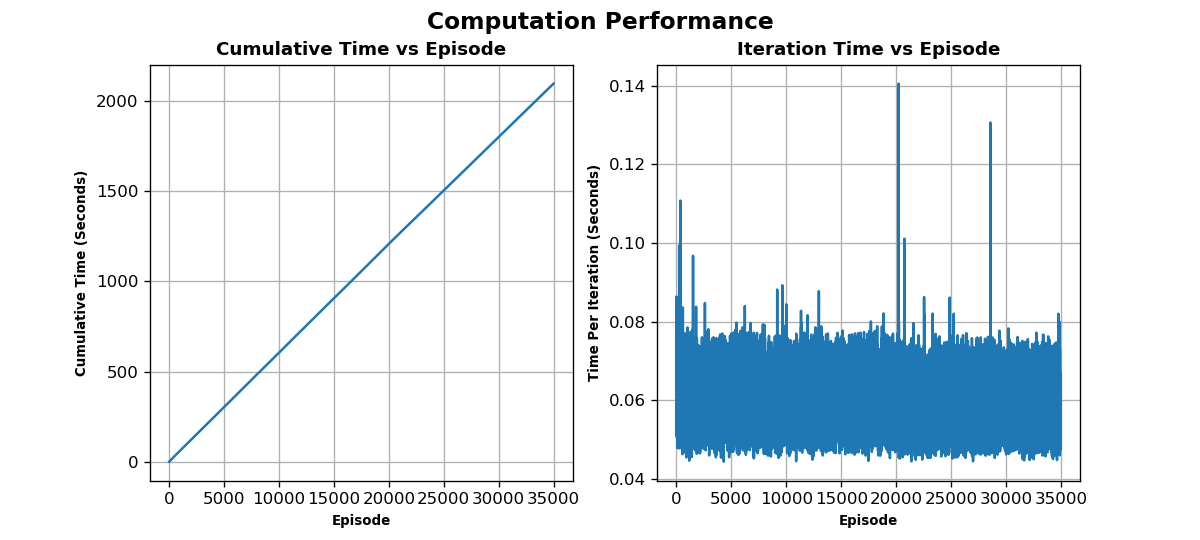 Computation Performance
Cumulative Time vs Episode
Cumulative Time (Seconds)
2000
1500
1000
500
0
0 5000 10000 15000 20000 25000 30000 35000
Episode
Iteration Time vs Episode
Time Per Iteration (Seconds)
0.14
0.12
0.10
0.08
0.06
0.04
0 5000 10000 15000 20000 25000 30000 35000
Episode